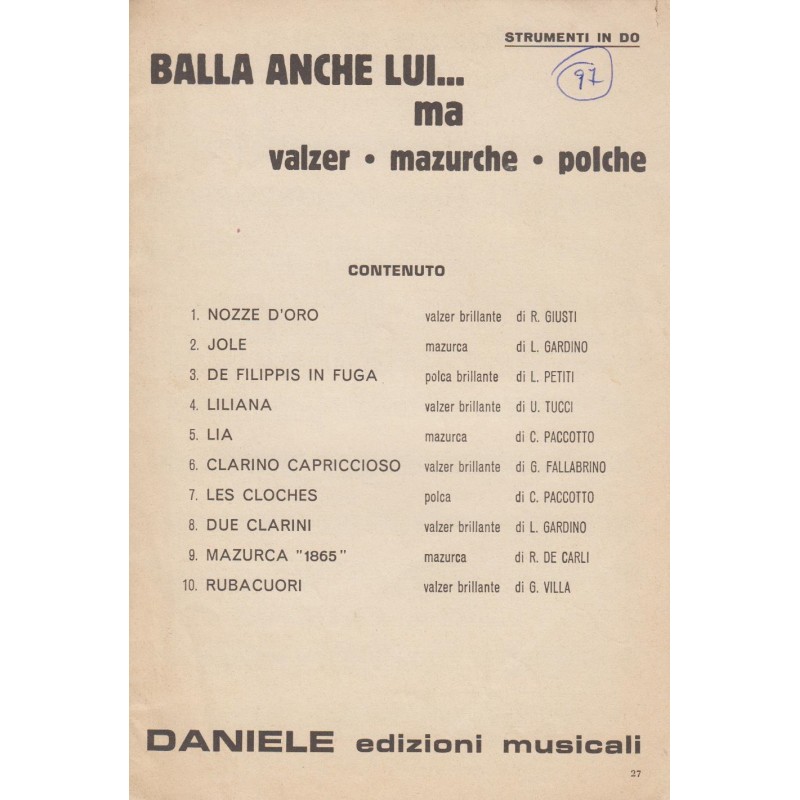 STRUMENTI IN DO
BALLA ANCHE LUI...
97
ma
valzer • mazurche • polche
CONTENUTO
1. NOZZE D'ORO valzer brillante di R. GIUSTI
2. JOLE mazurca di L. GARDINO
3. DE FILIPPIS IN FUGA polca brillante di L. PETITI
4. LILIANA valzer brillante di U. TUCCI
5. LIA mazurca di C. PACCOTTO
6. CLARINO CAPRICCIOSO valzer brillante di G. FALLABRINO
7. LES CLOCHES polca di C. PACCOTTO
8. DUE CLARINI valzer brillante di L. GARDINO
9. MAZURCA "1865" mazurca di R. DE CARLI
10. RUBACUORI valzer brillante di G. VILLA
DANIELE edizioni musicali
27